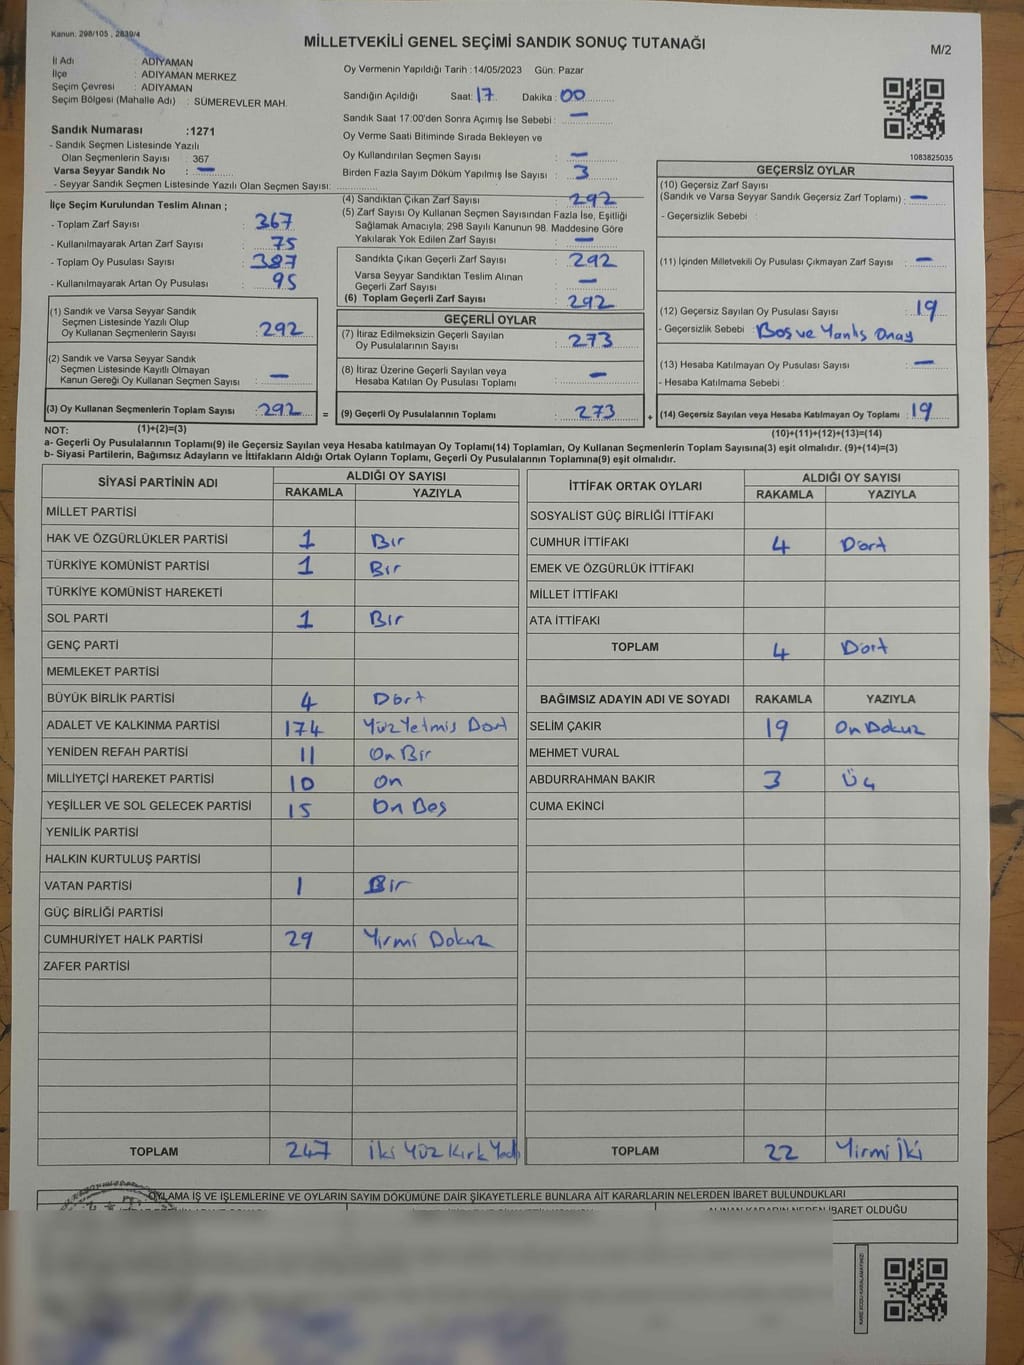 Kanun: 298/105 , 2839/4
MİLLETVEKİLİ GENEL SEÇİMİ SANDIK SONUÇ TUTANAĞI
M/2
İl Adı : ADIYAMAN
İlçe : ADIYAMAN MERKEZ
Seçim Çevresi : ADIYAMAN
Seçim Bölgesi (Mahalle Adı) : SÜMEREVLER MAH.
Sandık Numarası :1271
- Sandık Seçmen Listesinde Yazılı
Olan Seçmenlerin Sayısı : 367
Varsa Seyyar Sandık No : —
- Seyyar Sandık Seçmen Listesinde Yazılı Olan Seçmen Sayısı:
Oy Vermenin Yapıldığı Tarih :14/05/2023 Gün: Pazar
Sandığın Açıldığı Saat: 17 Dakika : 00
Sandık Saat 17:00'den Sonra Açımış İse Sebebi : —
Oy Verme Saati Bitiminde Sırada Bekleyen ve
Oy Kullandırılan Seçmen Sayısı : —
Birden Fazla Sayım Döküm Yapılmış İse Sayısı : 3
1083825035
İlçe Seçim Kurulundan Teslim Alınan ;
- Toplam Zarf Sayısı : 367
- Kullanılmayarak Artan Zarf Sayısı : 75
- Toplam Oy Pusulası Sayısı : 387
- Kullanılmayarak Artan Oy Pusulası : 95
(4) Sandıktan Çıkan Zarf Sayısı : 292
(5) Zarf Sayısı Oy Kullanan Seçmen Sayısından Fazla İse, Eşitliği
Sağlamak Amacıyla; 298 Sayılı Kanunun 98. Maddesine Göre
Yakılarak Yok Edilen Zarf Sayısı : —
Sandıkta Çıkan Geçerli Zarf Sayısı : 292
Varsa Seyyar Sandıktan Teslim Alınan
Geçerli Zarf Sayısı : —
(6) Toplam Geçerli Zarf Sayısı : 292
GEÇERSİZ OYLAR
(10) Geçersiz Zarf Sayısı
(Sandık ve Varsa Seyyar Sandık Geçersiz Zarf Toplamı) : —
- Geçersizlik Sebebi :
(11) İçinden Milletvekili Oy Pusulası Çıkmayan Zarf Sayısı : —
(12) Geçersiz Sayılan Oy Pusulası Sayısı : 19
- Geçersizlik Sebebi : Boş ve Yanlış Onay
(13) Hesaba Katılmayan Oy Pusulası Sayısı : —
- Hesaba Katılmama Sebebi :
(14) Geçersiz Sayılan veya Hesaba Katılmayan Oy Toplamı : 19
(1) Sandık ve Varsa Seyyar Sandık
Seçmen Listesinde Yazılı Olup
Oy Kullanan Seçmen Sayısı : 292
(2) Sandık ve Varsa Seyyar Sandık
Seçmen Listesinde Kayıtlı Olmayan
Kanun Gereği Oy Kullanan Seçmen Sayısı : —
(3) Oy Kullanan Seçmenlerin Toplam Sayısı : 292 =
GEÇERLİ OYLAR
(7) İtiraz Edilmeksizin Geçerli Sayılan
Oy Pusulalarının Sayısı : 273
(8) İtiraz Üzerine Geçerli Sayılan veya
Hesaba Katılan Oy Pusulası Toplamı : —
(9) Geçerli Oy Pusulalarının Toplamı : 273 +
NOT: (1)+(2)=(3) (10)+(11)+(12)+(13)=(14)
a- Geçerli Oy Pusulalarının Toplamı(9) ile Geçersiz Sayılan veya Hesaba katılmayan Oy Toplamı(14) Toplamları, Oy Kullanan Seçmenlerin Toplam Sayısına(3) eşit olmalıdır. (9)+(14)=(3)
b- Siyasi Partilerin, Bağımsız Adayların ve İttifakların Aldığı Ortak Oyların Toplamı, Geçerli Oy Pusulalarının Toplamına(9) eşit olmalıdır.
SİYASİ PARTİNİN ADI ALDIĞI OY SAYISI
RAKAMLA YAZIYLA
MİLLET PARTİSİ
HAK VE ÖZGÜRLÜKLER PARTİSİ 1 Bir
TÜRKİYE KOMÜNİST PARTİSİ 1 Bir
TÜRKİYE KOMÜNİST HAREKETİ
SOL PARTİ 1 Bir
GENÇ PARTİ
MEMLEKET PARTİSİ
BÜYÜK BİRLİK PARTİSİ 4 Dört
ADALET VE KALKINMA PARTİSİ 174 Yüz Yetmiş Dört
YENİDEN REFAH PARTİSİ 11 On Bir
MİLLİYETÇİ HAREKET PARTİSİ 10 On
YEŞİLLER VE SOL GELECEK PARTİSİ 15 On Beş
YENİLİK PARTİSİ
HALKIN KURTULUŞ PARTİSİ
VATAN PARTİSİ 1 Bir
GÜÇ BİRLİĞİ PARTİSİ
CUMHURİYET HALK PARTİSİ 29 Yirmi Dokuz
ZAFER PARTİSİ
TOPLAM 247 İki Yüz Kırk Yedi
İTTİFAK ORTAK OYLARI ALDIĞI OY SAYISI
RAKAMLA YAZIYLA
SOSYALİST GÜÇ BİRLİĞİ İTTİFAKI
CUMHUR İTTİFAKI 4 Dört
EMEK VE ÖZGÜRLÜK İTTİFAKI
MİLLET İTTİFAKI
ATA İTTİFAKI
TOPLAM 4 Dört
BAĞIMSIZ ADAYIN ADI VE SOYADI RAKAMLA YAZIYLA
SELİM ÇAKIR 19 On Dokuz
MEHMET VURAL
ABDURRAHMAN BAKIR 3 Üç
CUMA EKİNCİ
TOPLAM 22 Yirmi İki
OYLAMA İŞ VE İŞLEMLERİNE VE OYLARIN SAYIM DÖKÜMÜNE DAİR ŞİKAYETLERLE BUNLARA AİT KARARLARIN NELERDEN İBARET BULUNDUKLARI
ALINAN KARARIN NEDEN İBARET OLDUĞU